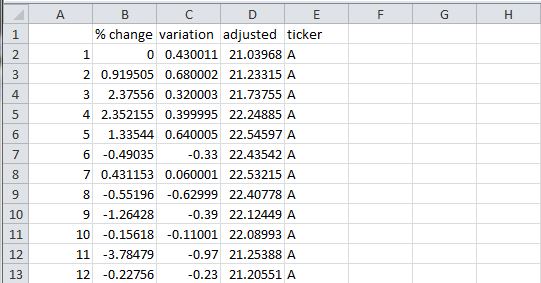 A B C D E F G H
1 % change variation adjusted ticker
2 1 0 0.430011 21.03968 A
3 2 0.919505 0.680002 21.23315 A
4 3 2.37556 0.320003 21.73755 A
5 4 2.352155 0.399995 22.24885 A
6 5 1.33544 0.640005 22.54597 A
7 6 -0.49035 -0.33 22.43542 A
8 7 0.431153 0.060001 22.53215 A
9 8 -0.55196 -0.62999 22.40778 A
10 9 -1.26428 -0.39 22.12449 A
11 10 -0.15618 -0.11001 22.08993 A
12 11 -3.78479 -0.97 21.25388 A
13 12 -0.22756 -0.23 21.20551 A